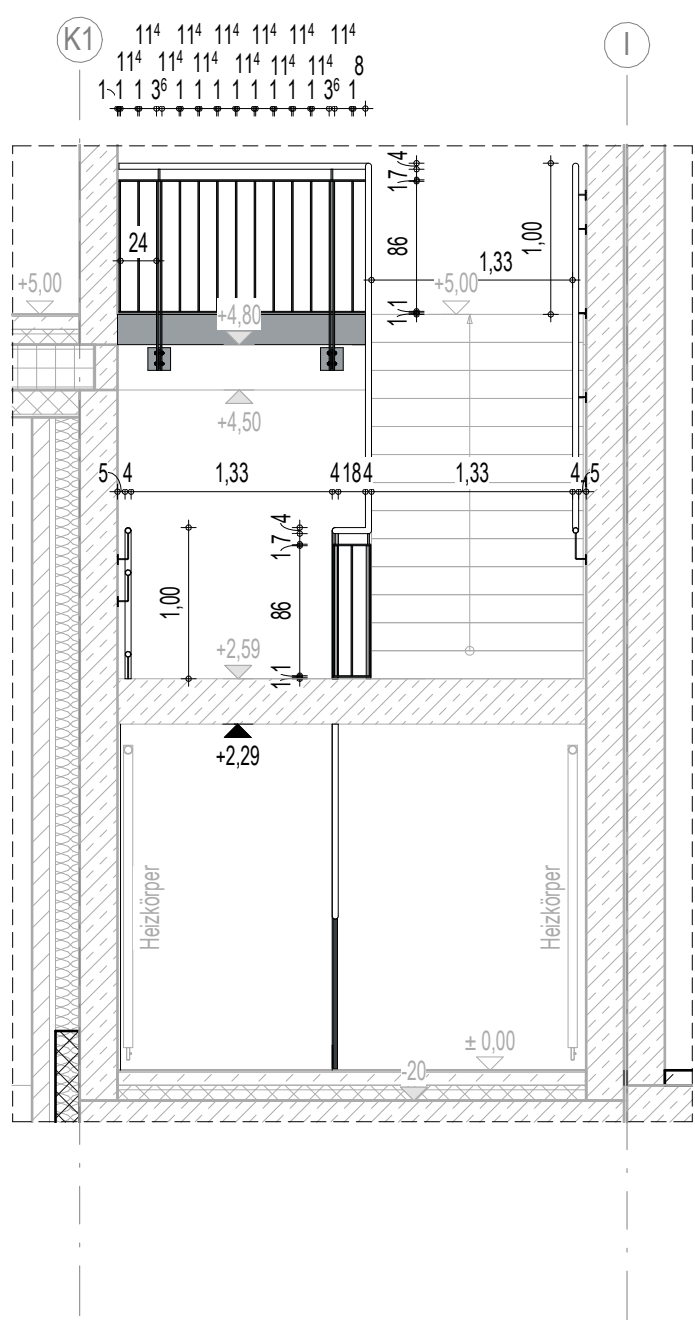 K1
I
11⁴ 11⁴ 11⁴ 11⁴ 11⁴ 11⁴
11⁴ 11⁴ 11⁴ 11⁴ 11⁴ 11⁴ 8
1 1 1 3⁶ 1 1 1 1 1 1 1 1 3⁶ 1
4
1,7
86
1,00
24
1,33
+5,00
+5,00
+4,80
1,1
+4,50
5 4 1,33 4 18 4 1,33 4,5
4
1,7
1,00
86
+2,59
1,1
+2,29
Heizkörper
Heizkörper
± 0,00
-20